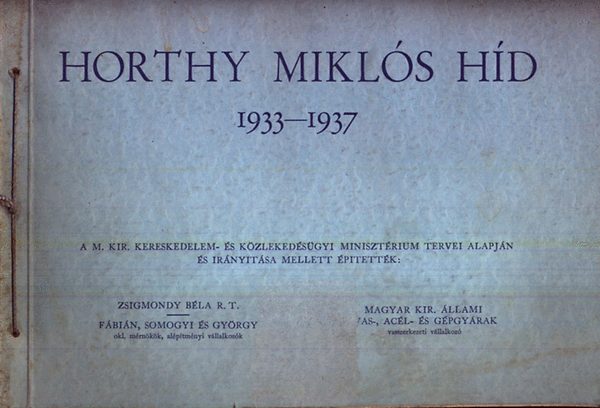 HORTHY MIKLÓS HÍD
1933—1937
A M. KIR. KERESKEDELEM- ÉS KÖZLEKEDÉSÜGYI MINISZTÉRIUM TERVEI ALAPJÁN
ÉS IRÁNYITÁSA MELLETT ÉPITETTÉK:
ZSIGMONDY BÉLA R. T.
FÁBIÁN, SOMOGYI ÉS GYÖRGY
okl. mérnökök, alépítményi vállalkozók
MAGYAR KIR. ÁLLAMI
VAS-, ACÉL- ÉS GÉPGYÁRAK
vasszerkezeti vállalkozó